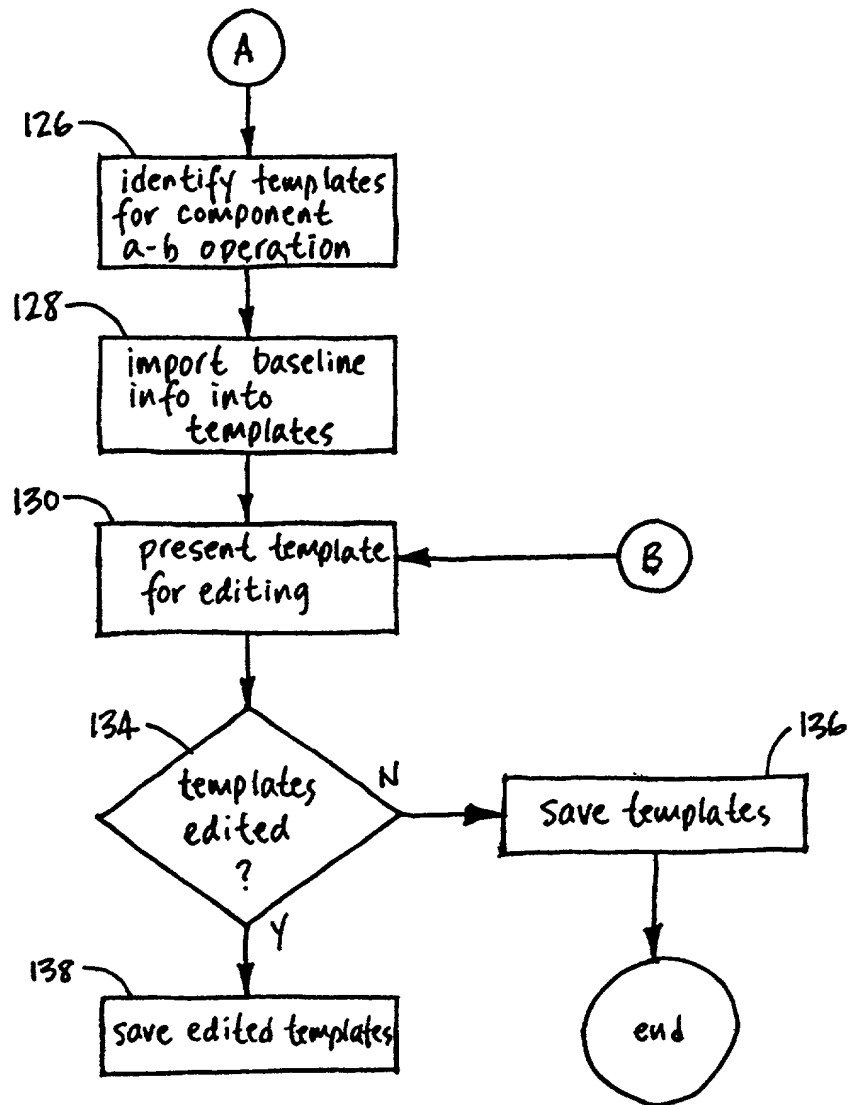 A
126
identify templates
for component
a-b operation
128
import baseline
info into
templates
130
present template
for editing
B
134
templates
edited
?
N
136
save templates
Y
138
save edited templates
end